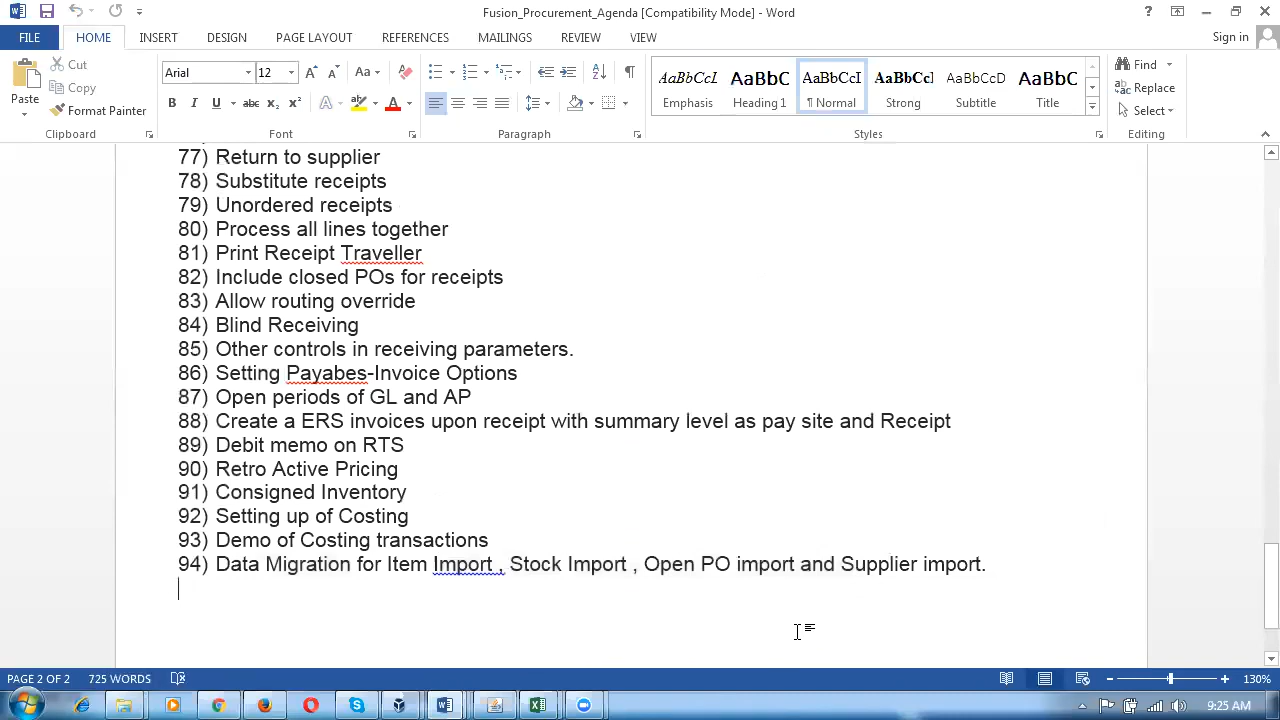 Fusion_Procurement_Agenda [Compatibility Mode] - Word
Sign in
FILE HOME INSERT DESIGN PAGE LAYOUT REFERENCES MAILINGS REVIEW VIEW
Paste
Cut
Copy
Format Painter
Clipboard
Arial 12
Font
Paragraph
AaBbCcI AaBbC AaBbCcI AaBbCcl AaBbCcD AaBbC
Emphasis Heading 1 ¶ Normal Strong Subtitle Title
Styles
Find
Replace
Select
Editing
77) Return to supplier
78) Substitute receipts
79) Unordered receipts
80) Process all lines together
81) Print Receipt Traveller
82) Include closed POs for receipts
83) Allow routing override
84) Blind Receiving
85) Other controls in receiving parameters.
86) Setting Payabes-Invoice Options
87) Open periods of GL and AP
88) Create a ERS invoices upon receipt with summary level as pay site and Receipt
89) Debit memo on RTS
90) Retro Active Pricing
91) Consigned Inventory
92) Setting up of Costing
93) Demo of Costing transactions
94) Data Migration for Item Import , Stock Import , Open PO import and Supplier import.
PAGE 2 OF 2 725 WORDS
130%
9:25 AM